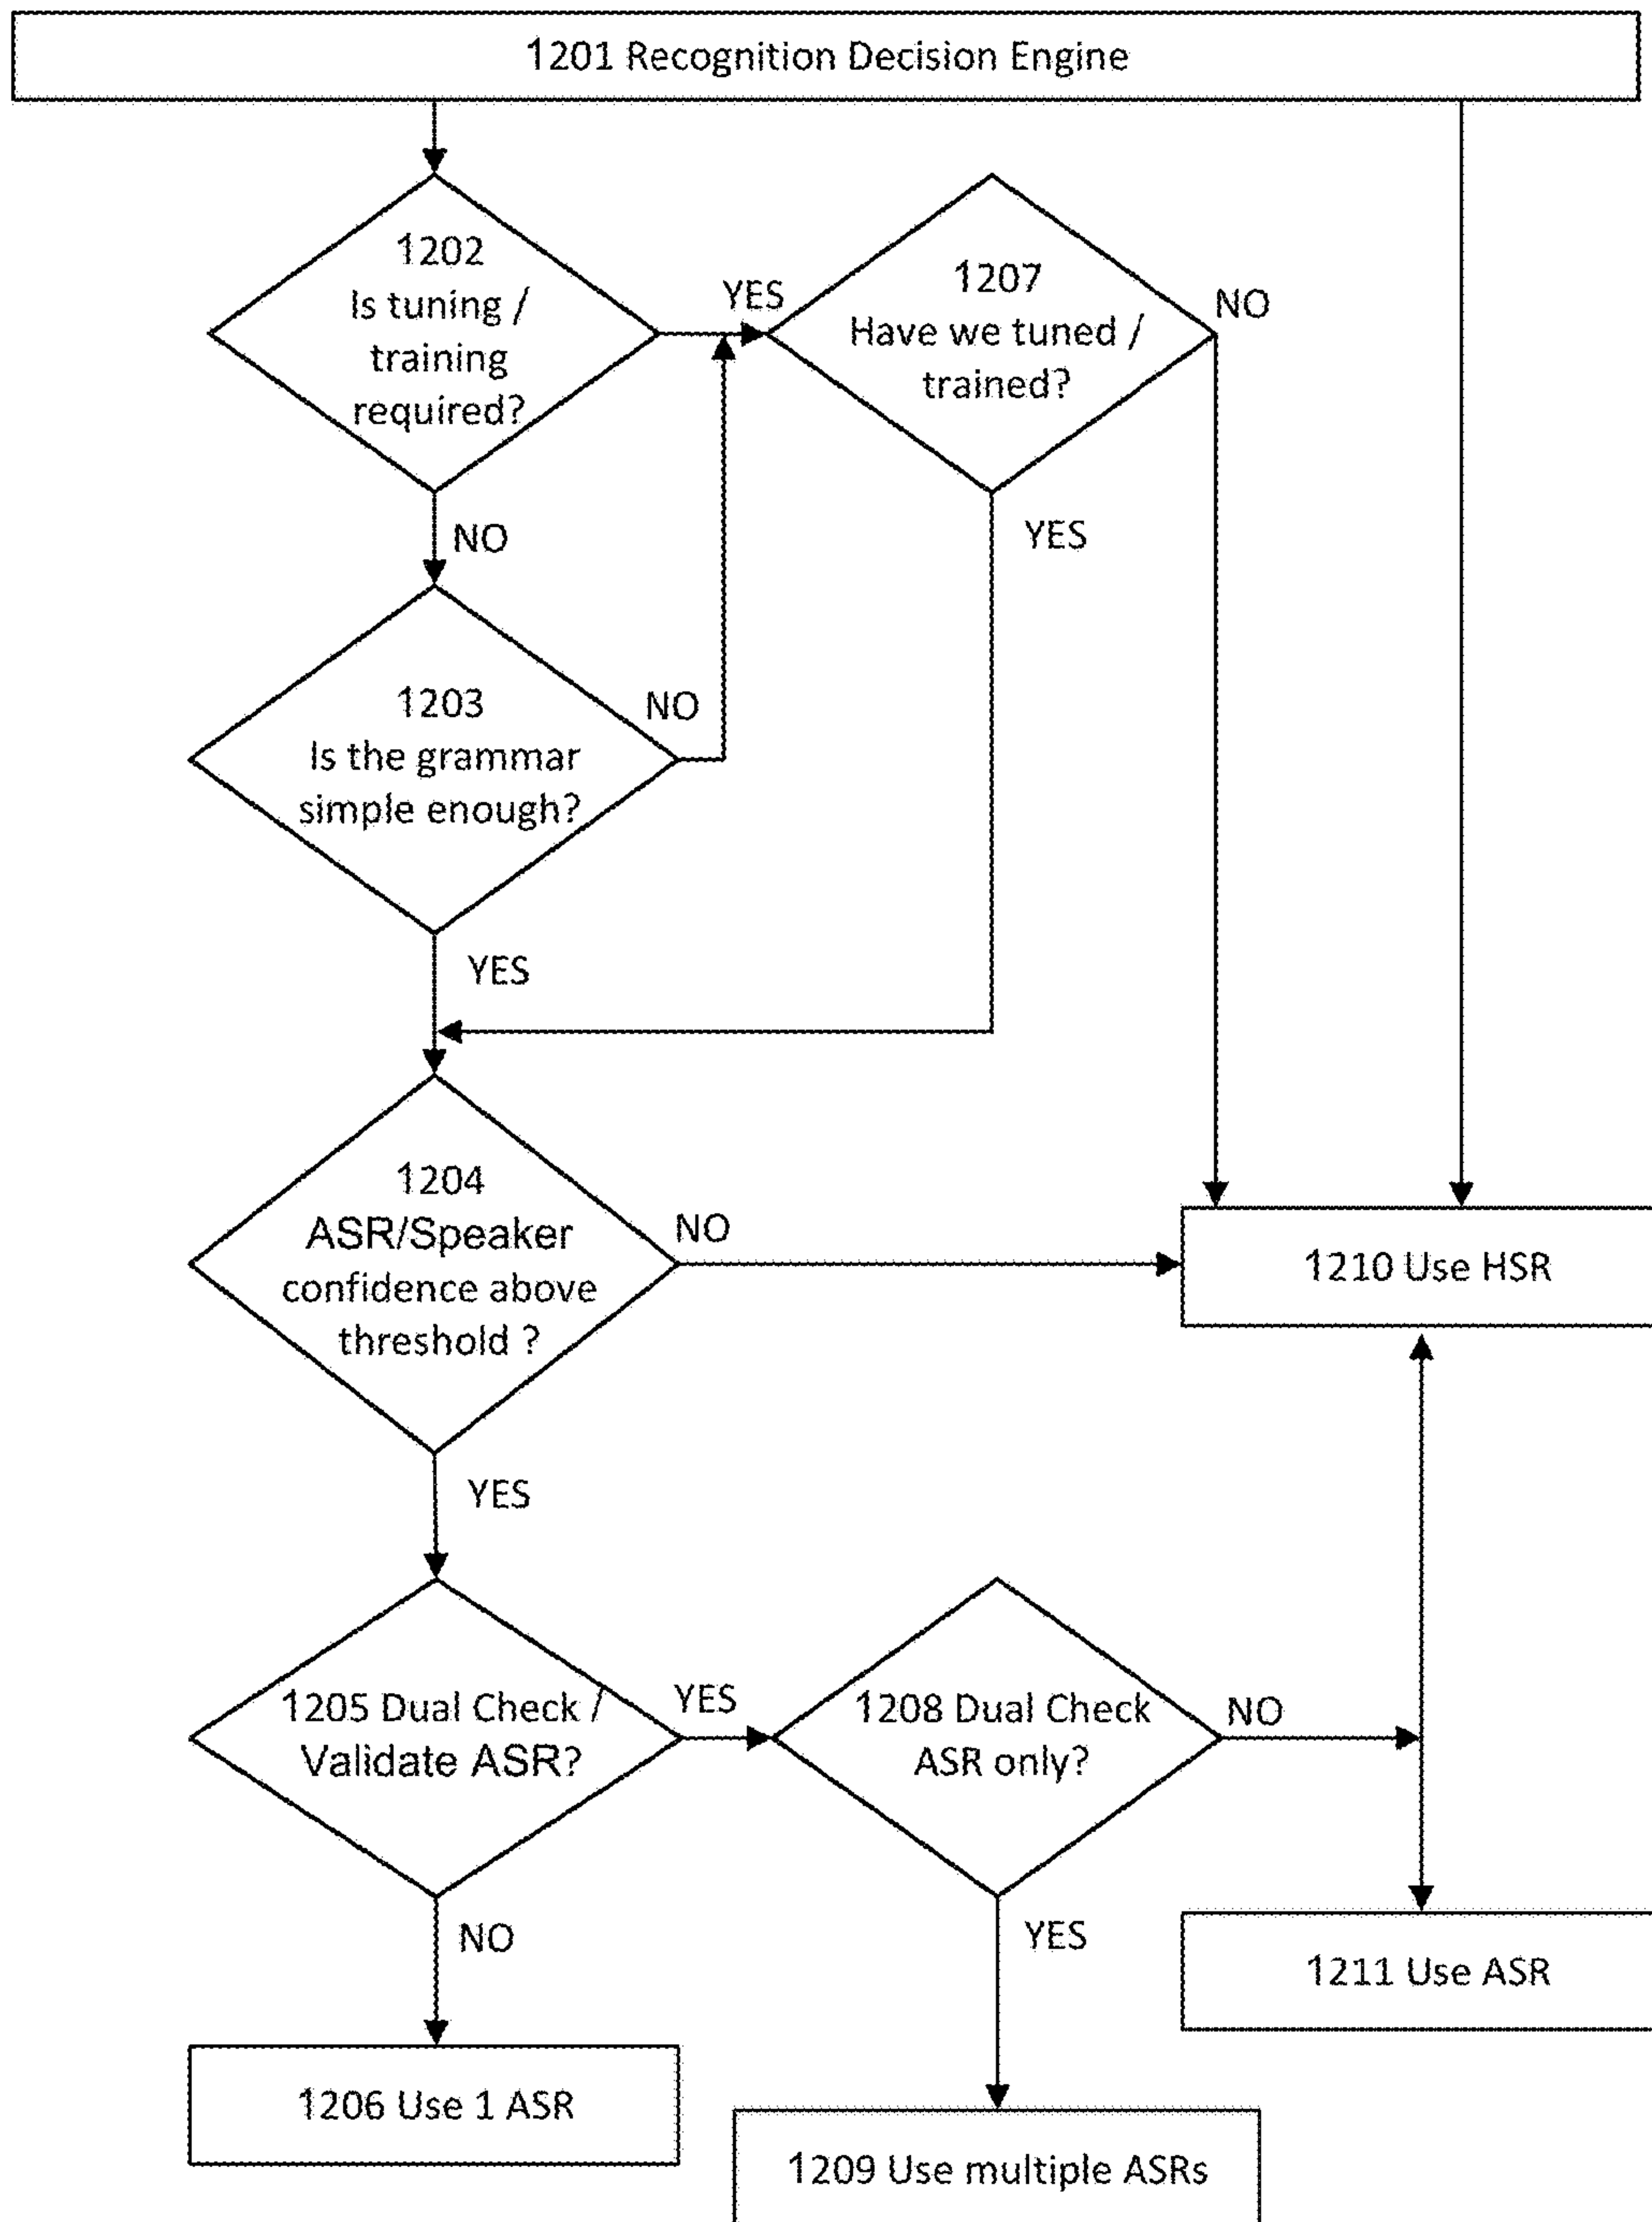 1201 Recognition Decision Engine
1202
Is tuning /
training
required?
YES
1207
Have we tuned /
trained?
NO
NO
YES
1203
Is the grammar
simple enough?
NO
YES
1204
ASR/Speaker
confidence above
threshold ?
NO
1210 Use HSR
YES
1205 Dual Check /
Validate ASR?
YES
1208 Dual Check
ASR only?
NO
NO
YES
1211 Use ASR
1206 Use 1 ASR
1209 Use multiple ASRs